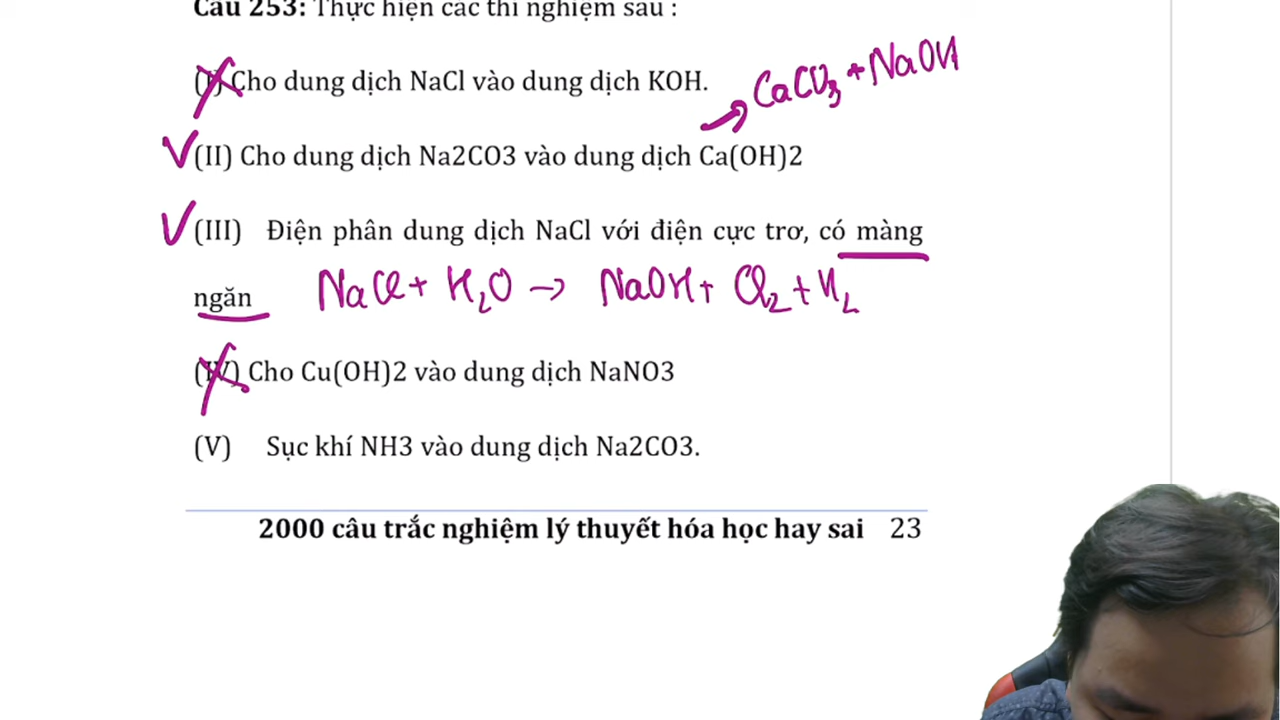 Câu 253: Thực hiện các thí nghiệm sau :
(I) Cho dung dịch NaCl vào dung dịch KOH.
→ CaCO3 + NaOH
(II) Cho dung dịch Na2CO3 vào dung dịch Ca(OH)2
(III) Điện phân dung dịch NaCl với điện cực trơ, có màng
ngăn NaCl + H2O → NaOH + Cl2 + H2
(IV) Cho Cu(OH)2 vào dung dịch NaNO3
(V) Sục khí NH3 vào dung dịch Na2CO3.
2000 câu trắc nghiệm lý thuyết hóa học hay sai 23